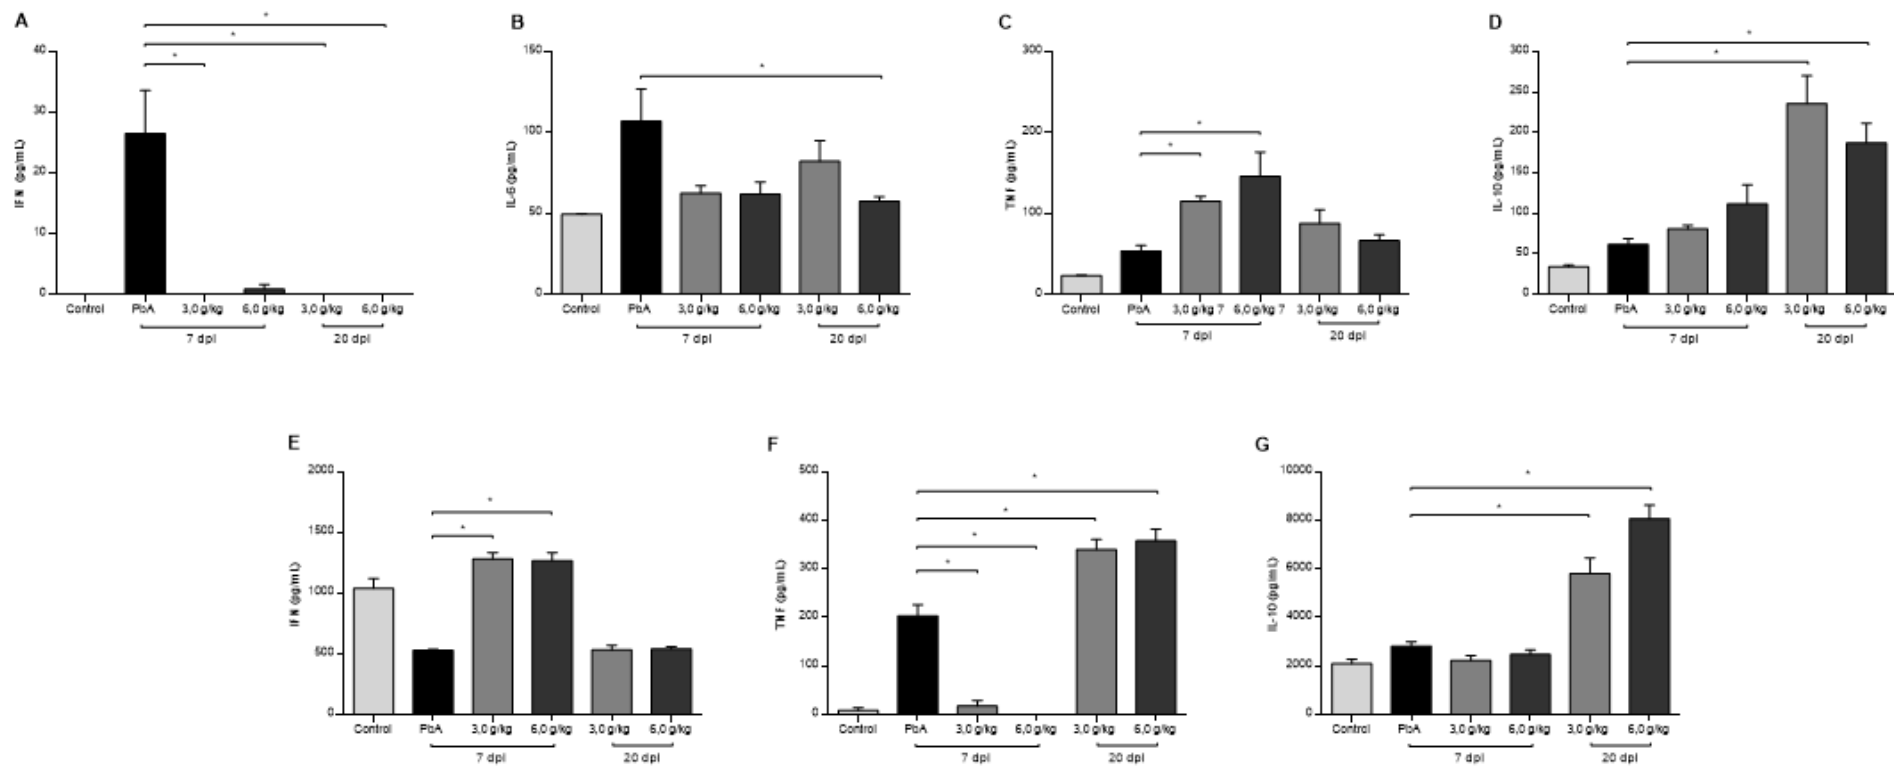 A
IFN (pg/mL)
40
30
20
10
0
*
*
*
Control
PbA
3,0 g/kg
6,0 g/kg
3,0 g/kg
6,0 g/kg
7 dpI
20 dpI
B
IL-6 (pg/mL)
150
100
50
0
*
Control
PbA
3,0 g/kg
6,0 g/kg
3,0 g/kg
6,0 g/kg
7 dpI
20 dpI
C
TNF (pg/mL)
300
200
100
0
*
*
Control
PbA
3,0 g/kg 7
6,0 g/kg 7
3,0 g/kg
6,0 g/kg
7 dpI
20 dpI
D
IL-10 (pg/mL)
300
250
200
150
100
50
0
*
*
Control
PbA
3,0 g/kg
6,0 g/kg
3,0 g/kg
6,0 g/kg
7 dpI
20 dpI
E
IFN (pg/mL)
2000
1500
1000
500
0
*
*
Control
PbA
3,0 g/kg
6,0 g/kg
3,0 g/kg
6,0 g/kg
7 dpI
20 dpI
F
TNF (pg/mL)
500
400
300
200
100
0
*
*
*
*
Control
PbA
3,0 g/kg
6,0 g/kg
3,0 g/kg
6,0 g/kg
7 dpI
20 dpI
G
IL-10 (pg/mL)
10000
8000
6000
4000
2000
0
*
*
Control
PbA
3,0 g/kg
6,0 g/kg
3,0 g/kg
6,0 g/kg
7 dpI
20 dpI